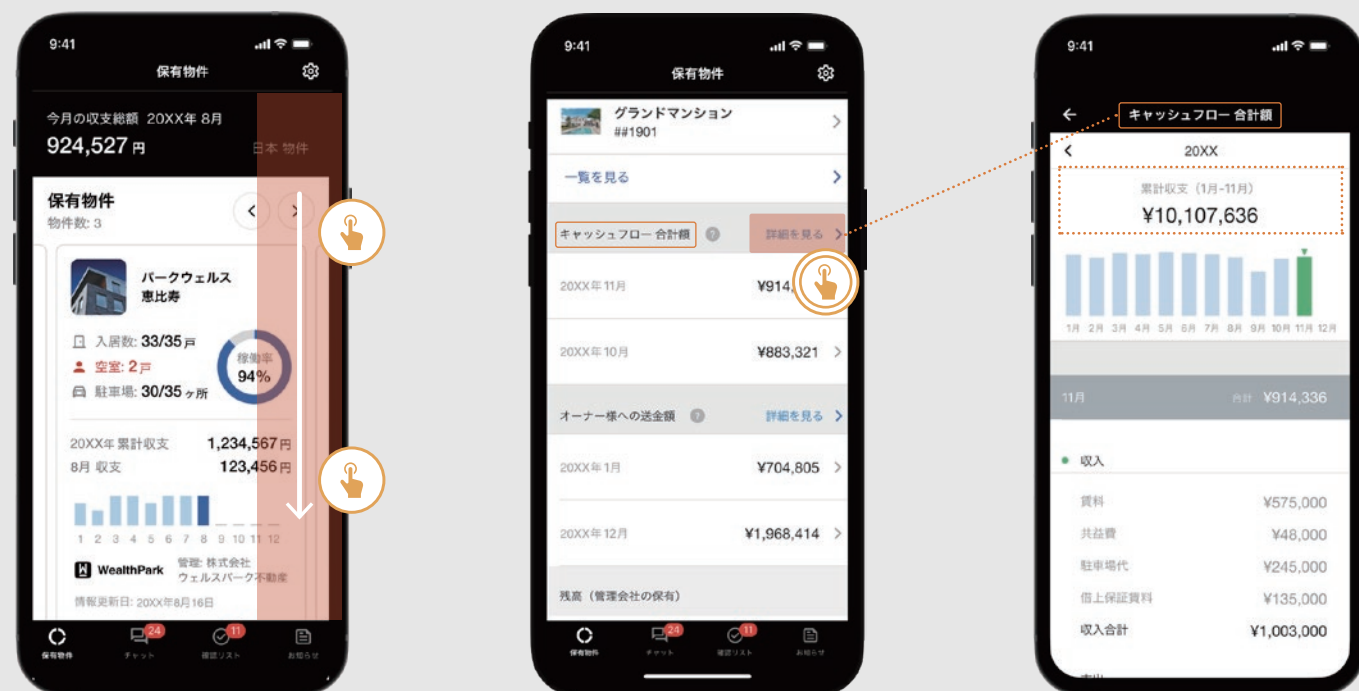 9:41
保有物件
今月の収支総額 20XX年 8月
924,527 円
日本 物件
保有物件
物件数: 3
パークウェルス
恵比寿
入居数: 33/35 戸
空室: 2 戸
駐車場: 30/35 ヶ所
稼働率
94%
20XX年 累計収支 1,234,567 円
8月 収支 123,456 円
1 2 3 4 5 6 7 8 9 10 11 12
WealthPark
管理: 株式会社
ウェルスパーク不動産
情報更新日: 20XX年8月16日
24
11
保有物件 チャット 確認リスト お知らせ
9:41
保有物件
グランドマンション
##1901
一覧を見る
キャッシュフロー 合計額 ? 詳細を見る
20XX年 11月 ¥914,
20XX年 10月 ¥883,321
オーナー様への送金額 ? 詳細を見る
20XX年 1月 ¥704,805
20XX年 12月 ¥1,968,414
残高（管理会社の保有）
24
11
保有物件 チャット 確認リスト お知らせ
9:41
キャッシュフロー 合計額
20XX
累計収支（1月-11月）
¥10,107,636
1月 2月 3月 4月 5月 6月 7月 8月 9月 10月 11月 12月
11月 合計 ¥914,336
収入
賃料 ¥575,000
共益費 ¥48,000
駐車場代 ¥245,000
借上保証賃料 ¥135,000
収入合計 ¥1,003,000